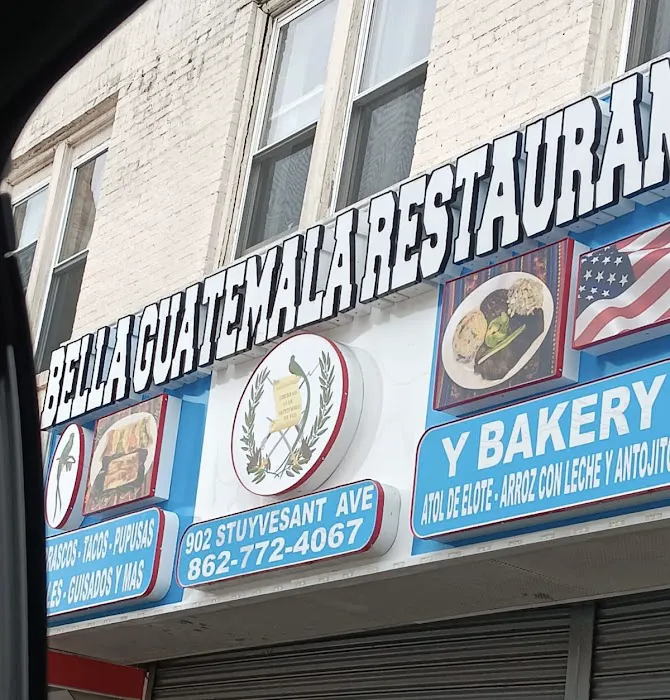 BELLA GUATEMALA RESTAURAN
902 STUYVESANT AVE
862-772-4067
RASCOS - TACOS - PUPUSAS
LES - GUISADOS Y MAS
Y BAKERY
ATOL DE ELOTE - ARROZ CON LECHE Y ANTOJITO